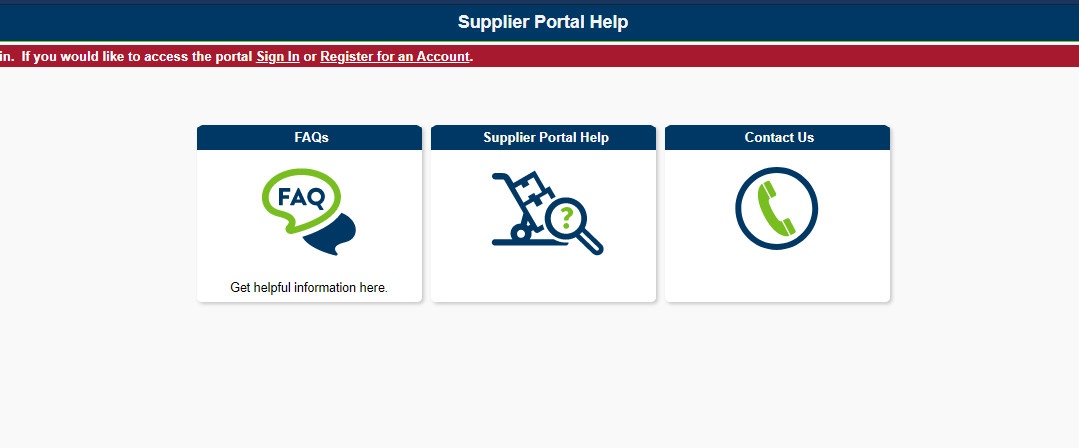 Supplier Portal Help
in. If you would like to access the portal Sign In or Register for an Account.
FAQs
Supplier Portal Help
Contact Us
FAQ
?
Get helpful information here.